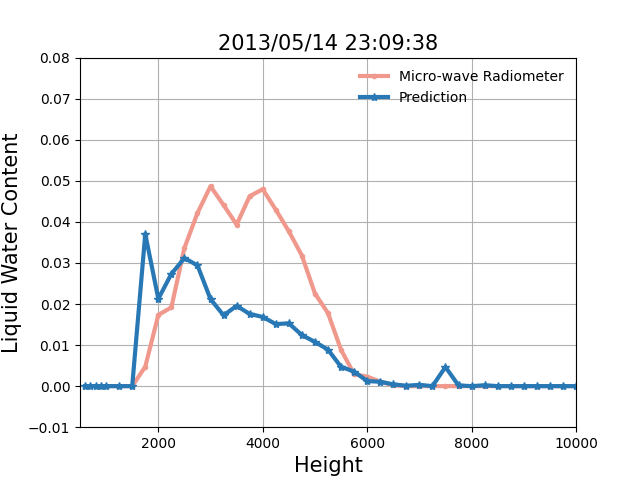 2013/05/14 23:09:38
Micro-wave Radiometer
Prediction
0.08
0.07
0.06
0.05
0.04
0.03
0.02
0.01
0.00
−0.01
Liquid Water Content
2000 4000 6000 8000 10000
Height